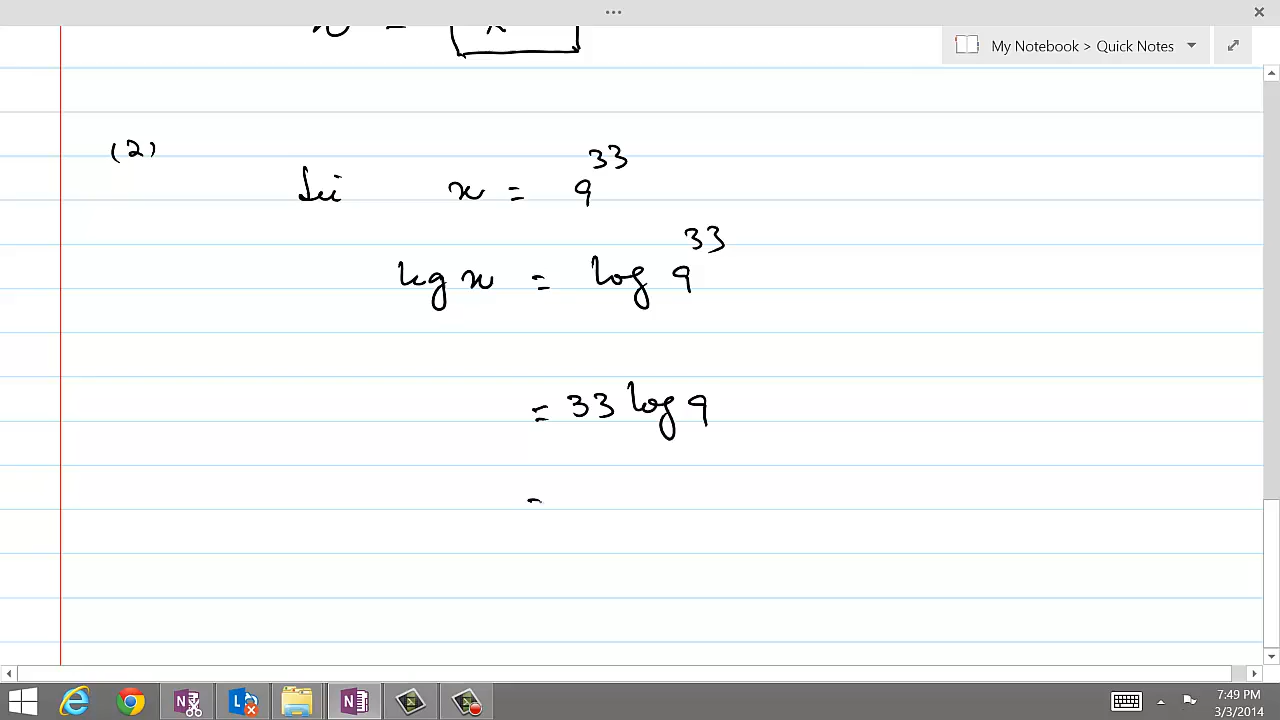 ...
x =
My Notebook > Quick Notes
(2)
Let x = 9^33
log x = log 9^33
= 33 log 9
=
7:49 PM
3/3/2014